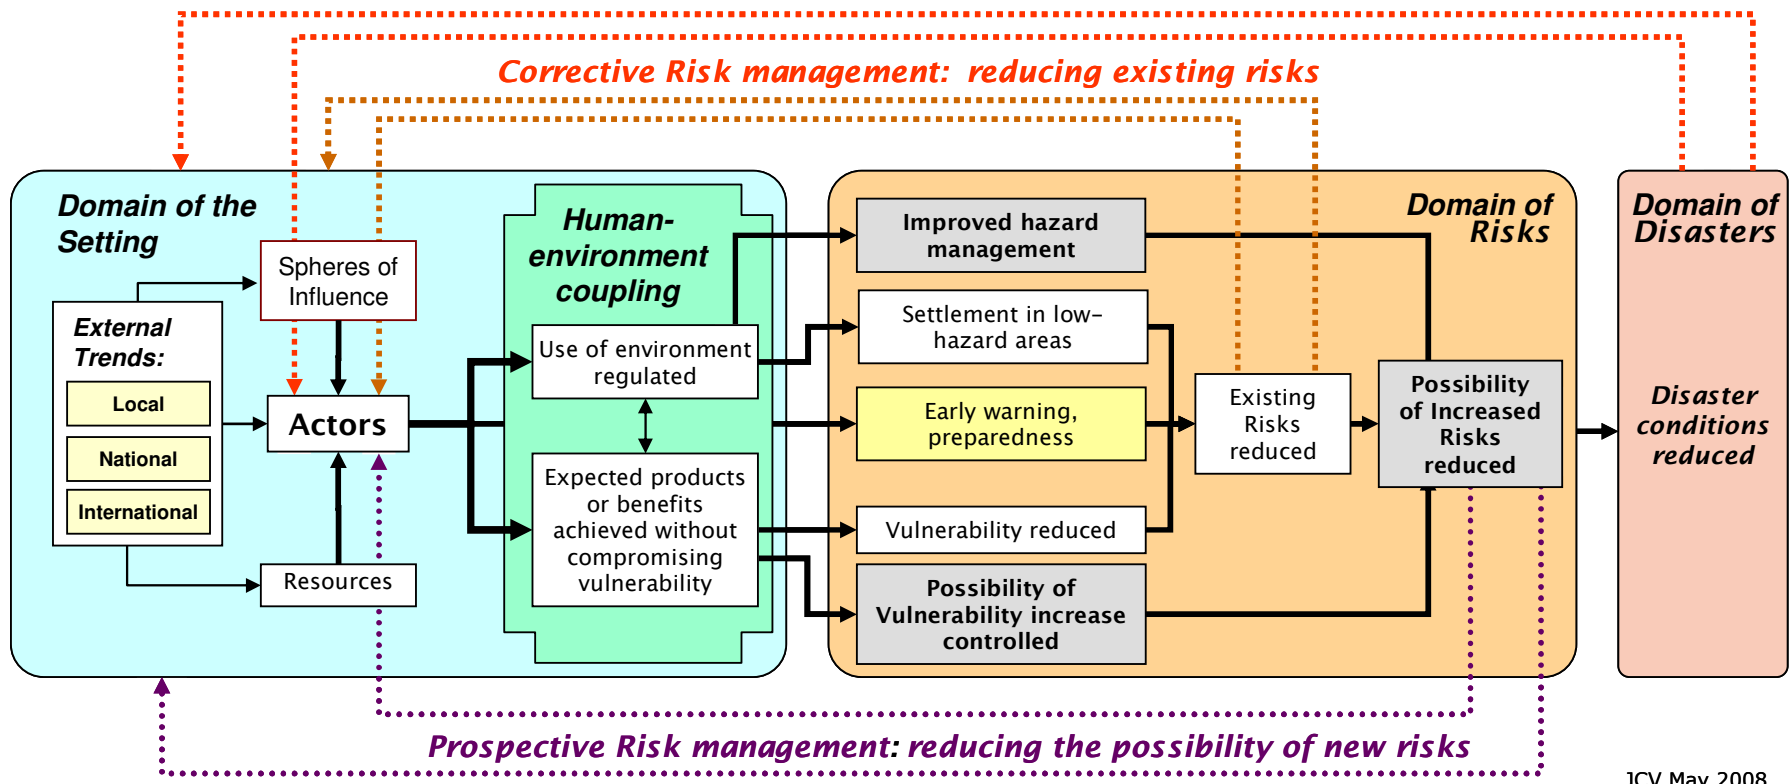 Corrective Risk management: reducing existing risks
Domain of the
Setting
Spheres of
Influence
External
Trends:
Local
National
International
Actors
Resources
Human-
environment
coupling
Use of environment
regulated
Expected products
or benefits
achieved without
compromising
vulnerability
Domain of
Risks
Improved hazard
management
Settlement in low-
hazard areas
Early warning,
preparedness
Vulnerability reduced
Possibility of
Vulnerability increase
controlled
Existing
Risks
reduced
Possibility
of Increased
Risks
reduced
Domain of
Disasters
Disaster
conditions
reduced
Prospective Risk management: reducing the possibility of new risks
JCV May 2008